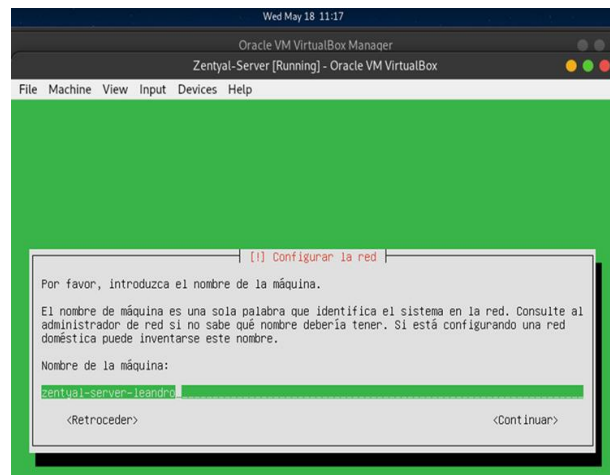 Wed May 18 11:17
Oracle VM VirtualBox Manager
Zentyal-Server [Running] - Oracle VM VirtualBox
File Machine View Input Devices Help
[!] Configurar la red
Por favor, introduzca el nombre de la máquina.
El nombre de máquina es una sola palabra que identifica el sistema en la red. Consulte al
administrador de red si no sabe qué nombre debería tener. Si está configurando una red
doméstica puede inventarse este nombre.
Nombre de la máquina:
zentyal-server-leandro
<Retroceder> <Continuar>